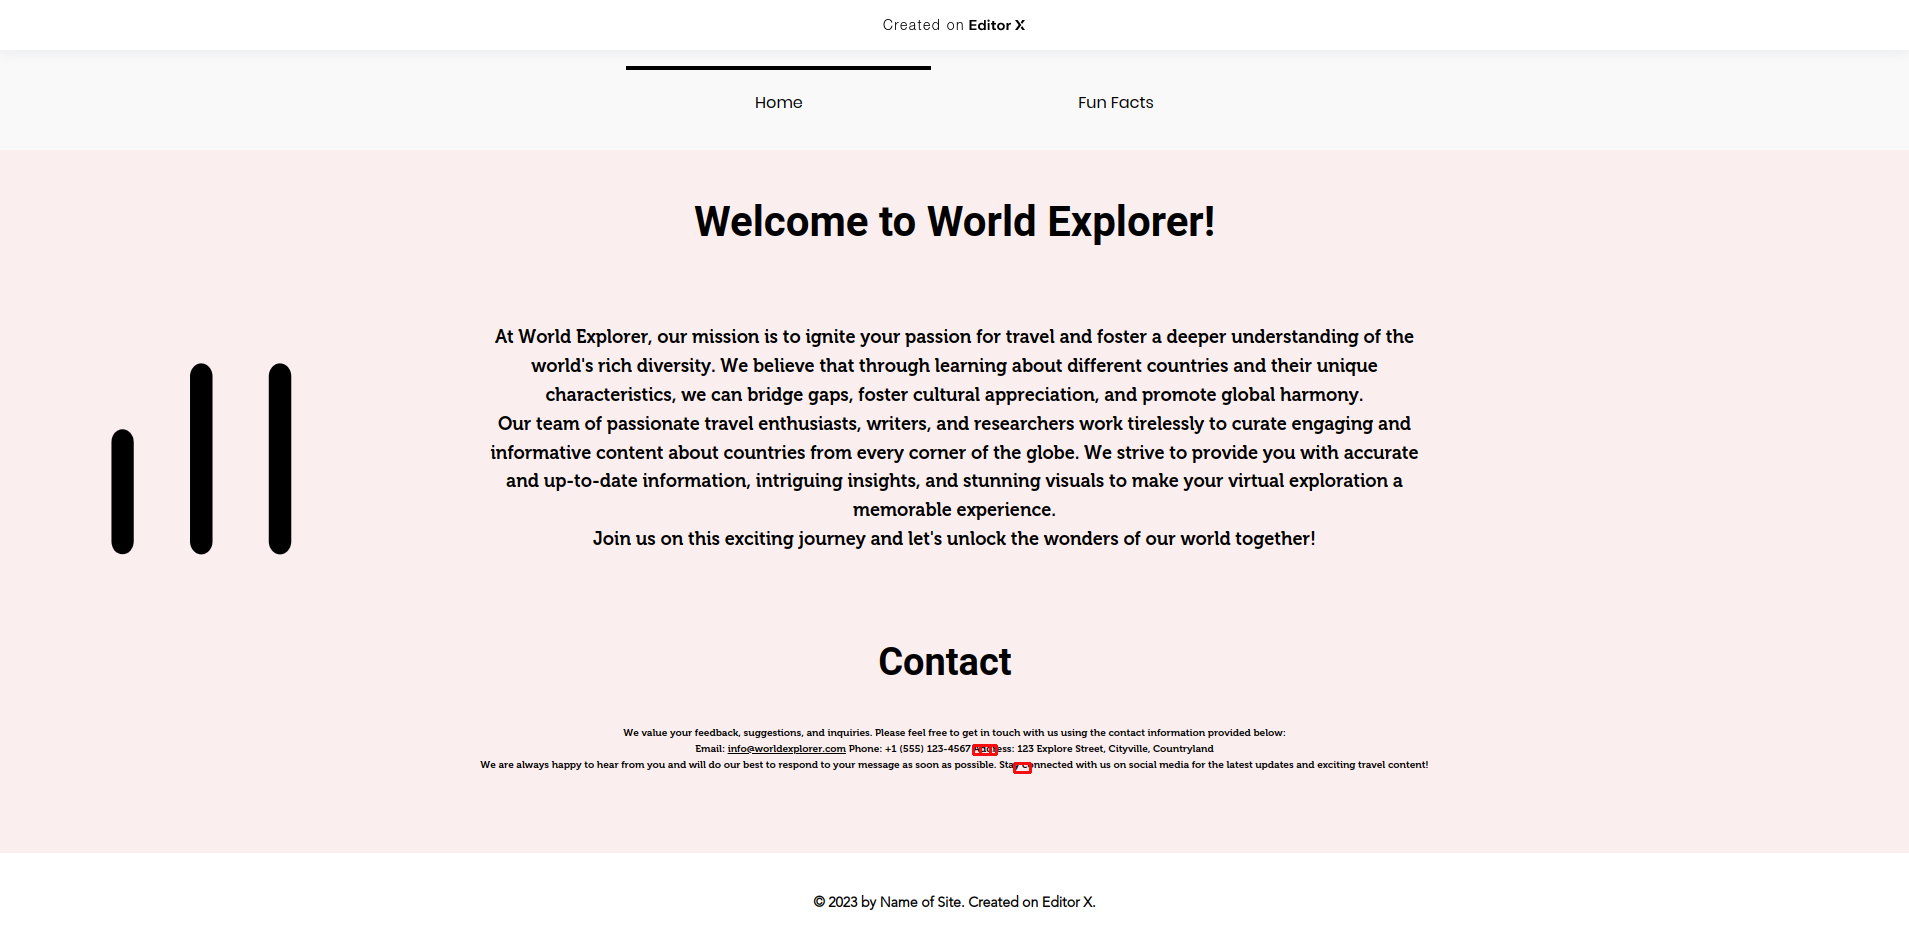 Created on Editor X
Home
Fun Facts
Welcome to World Explorer!
At World Explorer, our mission is to ignite your passion for travel and foster a deeper understanding of the
world's rich diversity. We believe that through learning about different countries and their unique
characteristics, we can bridge gaps, foster cultural appreciation, and promote global harmony.
Our team of passionate travel enthusiasts, writers, and researchers work tirelessly to curate engaging and
informative content about countries from every corner of the globe. We strive to provide you with accurate
and up-to-date information, intriguing insights, and stunning visuals to make your virtual exploration a
memorable experience.
Join us on this exciting journey and let's unlock the wonders of our world together!
Contact
We value your feedback, suggestions, and inquiries. Please feel free to get in touch with us using the contact information provided below:
Email: info@worldexplorer.com Phone: +1 (555) 123-4567 Address: 123 Explore Street, Cityville, Countryland
We are always happy to hear from you and will do our best to respond to your message as soon as possible. Stay connected with us on social media for the latest updates and exciting travel content!
© 2023 by Name of Site. Created on Editor X.